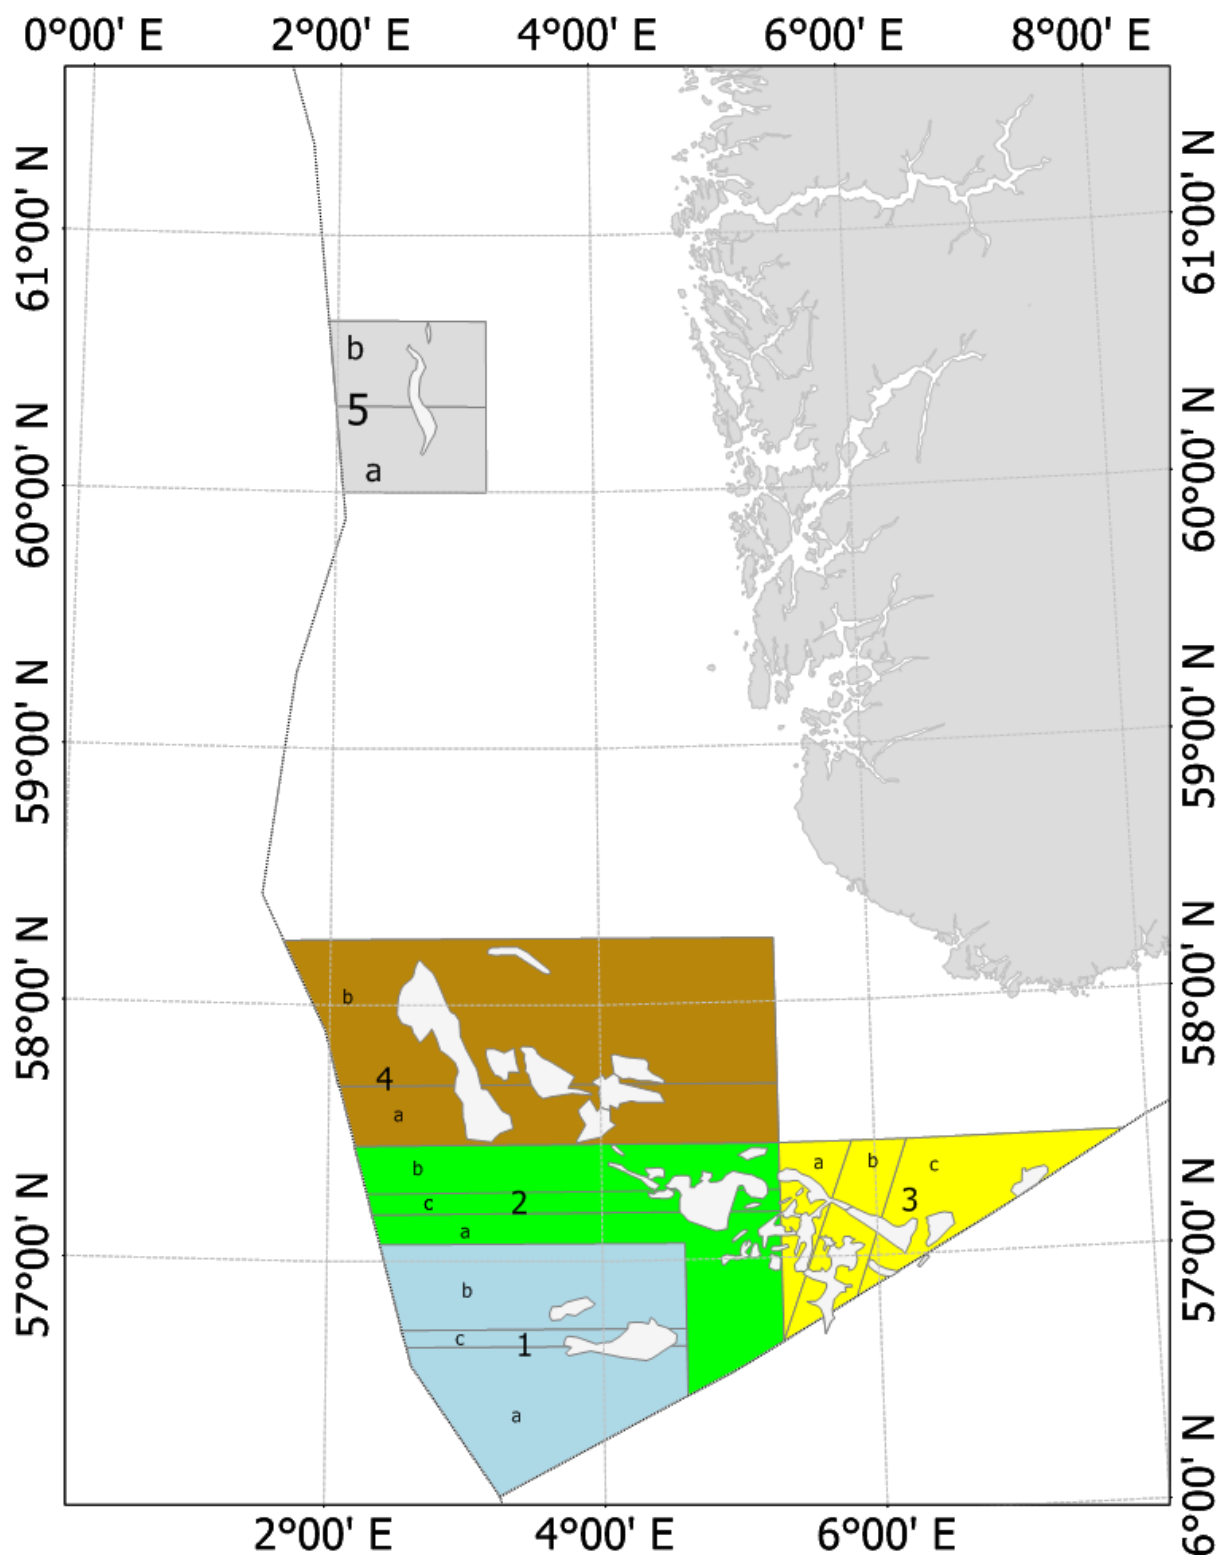 0°00' E 2°00' E 4°00' E 6°00' E 8°00' E
61°00' N 61°00' N
b
5
a
60°00' N 60°00' N
59°00' N 59°00' N
58°00' N 58°00' N
b
4
a
b
c 2
a
a b c
3
57°00' N 57°00' N
b
c 1
a
6°00' N
2°00' E 4°00' E 6°00' E